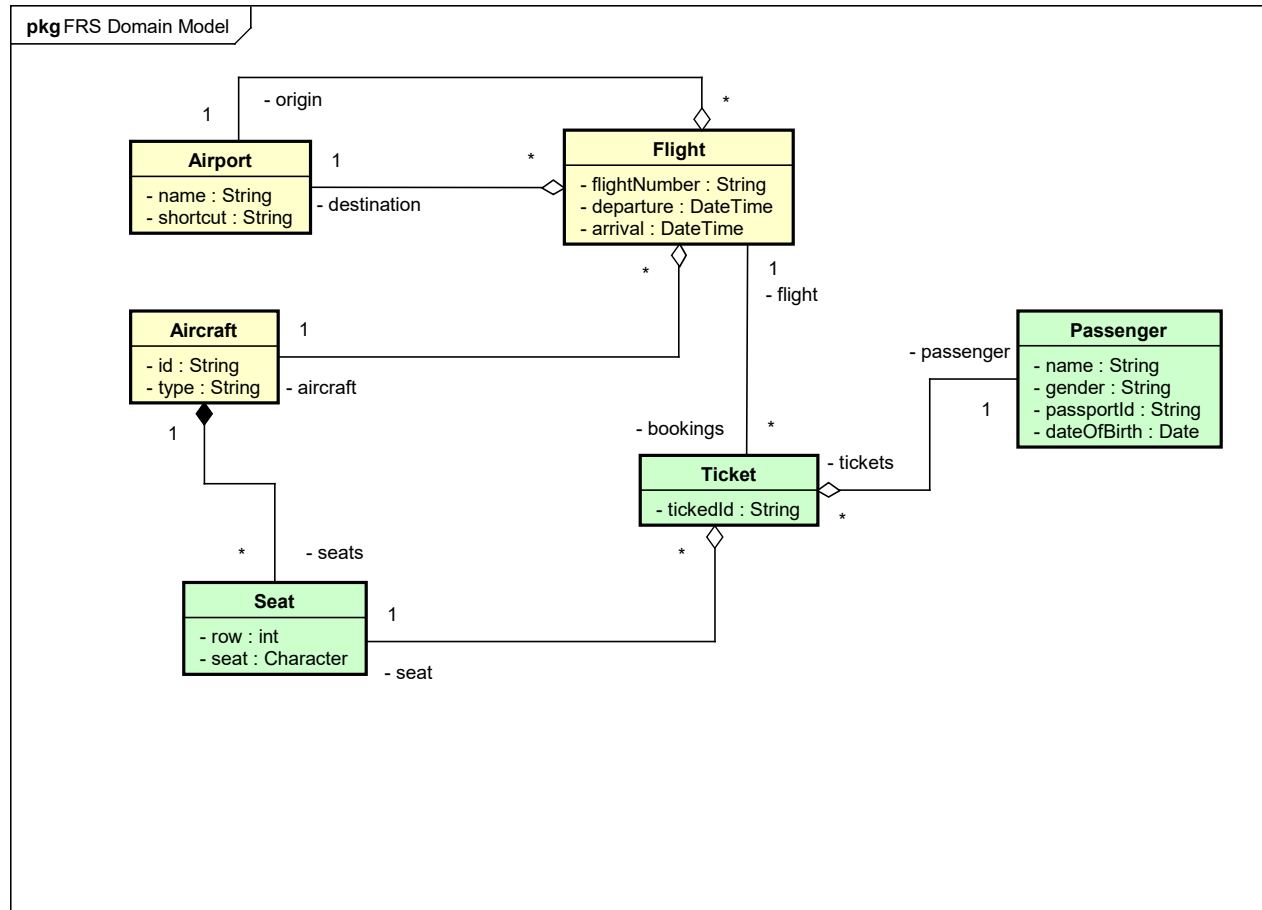 pkg FRS Domain Model
- origin
*
1
Airport
- name : String
- shortcut : String
1
- destination
*
Flight
- flightNumber : String
- departure : DateTime
- arrival : DateTime
*
1
- flight
Aircraft
- id : String
- type : String
1
- aircraft
Passenger
- name : String
- gender : String
- passportId : String
- dateOfBirth : Date
- passenger
1
1
- bookings
*
- tickets
*
Ticket
- tickedId : String
*
*
- seats
Seat
- row : int
- seat : Character
1
- seat